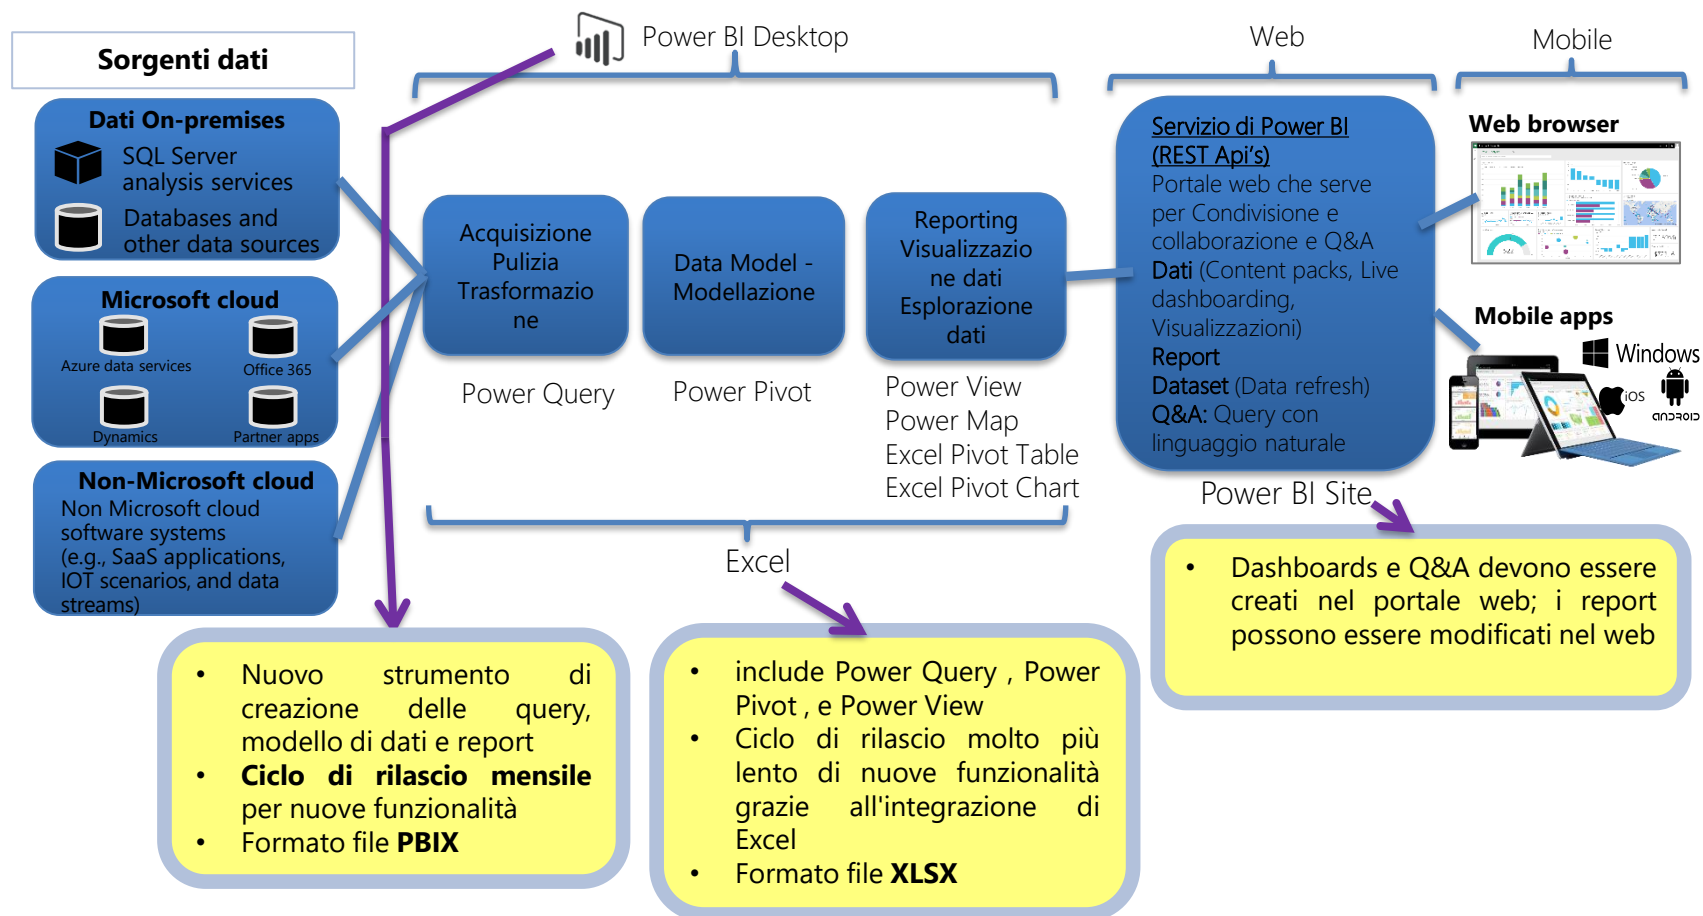 Power BI Desktop
Web
Mobile
Sorgenti dati
Dati On-premises
SQL Server
analysis services
Databases and
other data sources
Microsoft cloud
Azure data services
Office 365
Dynamics
Partner apps
Non-Microsoft cloud
Non Microsoft cloud
software systems
(e.g., SaaS applications,
IOT scenarios, and data
streams)
Acquisizione
Pulizia
Trasformazio
ne
Power Query
Data Model -
Modellazione
Power Pivot
Reporting
Visualizzazio
ne dati
Esplorazione
dati
Power View
Power Map
Excel Pivot Table
Excel Pivot Chart
Excel
Servizio di Power BI
(REST Api's)
Portale web che serve
per Condivisione e
collaborazione e Q&A
Dati (Content packs, Live
dashboarding,
Visualizzazioni)
Report
Dataset (Data refresh)
Q&A: Query con
linguaggio naturale
Power BI Site
Web browser
Mobile apps
Windows
iOS
ANDROID
• Nuovo strumento di
creazione delle query,
modello di dati e report
• Ciclo di rilascio mensile
per nuove funzionalità
• Formato file PBIX
• include Power Query , Power
Pivot , e Power View
• Ciclo di rilascio molto più
lento di nuove funzionalità
grazie all'integrazione di
Excel
• Formato file XLSX
• Dashboards e Q&A devono essere
creati nel portale web; i report
possono essere modificati nel web